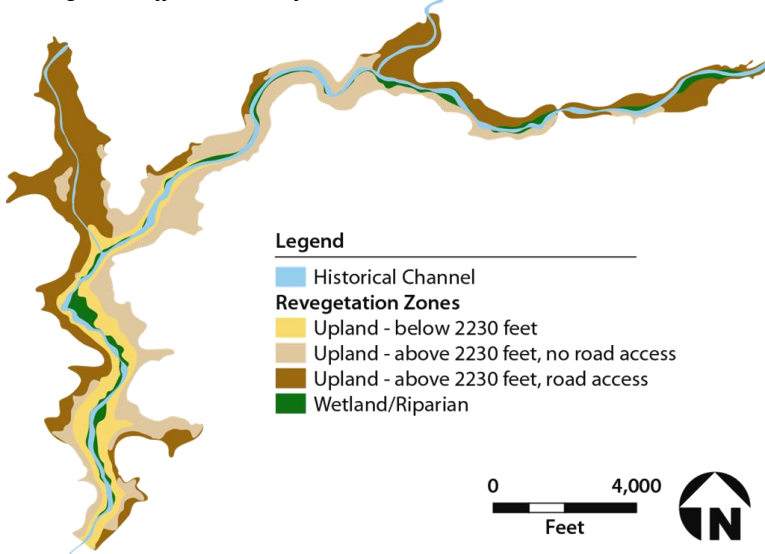 Legend
Historical Channel
Revegetation Zones
Upland - below 2230 feet
Upland - above 2230 feet, no road access
Upland - above 2230 feet, road access
Wetland/Riparian
0 4,000
Feet
N